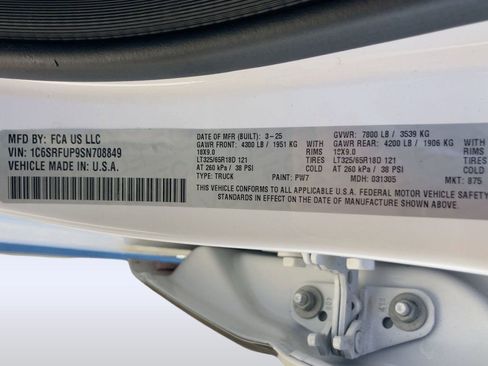 MFD BY: FCA US LLC
VIN: 1C6SRFUP9SN708849
VEHICLE MADE IN: U.S.A.
DATE OF MFR (BUILT): 3-25
GAWR FRONT: 4300 LB / 1951 KG
18X9.0 RIMS
LT325/65R18D 121 TIRES
AT 260 kPa / 38 PSI COLD
TYPE: TRUCK PAINT: PW7
GVWR: 7800 LB / 3539 KG
WITH GAWR REAR: 4200 LB / 1906 KG WITH
18X9.0 RIMS
LT325/65R18D 121 TIRES
AT 260 kPa / 38 PSI COLD
MDH: 031305 MKT: 875
THIS VEHICLE CONFORMS TO ALL APPLICABLE U.S.A. FEDERAL MOTOR VEHICLE SAFETY
STANDARDS IN EFFECT ON THE DATE OF MANUFACTURE SHOWN ABOVE.